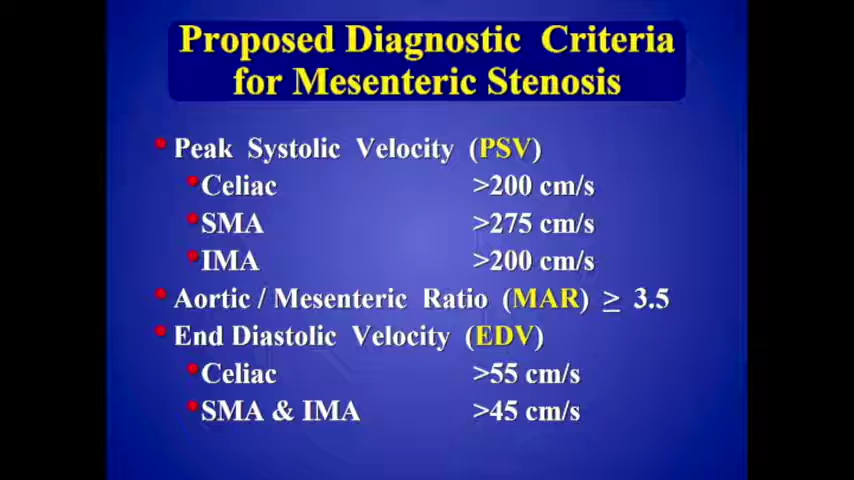 Proposed Diagnostic Criteria
for Mesenteric Stenosis
• Peak Systolic Velocity (PSV)
• Celiac >200 cm/s
• SMA >275 cm/s
• IMA >200 cm/s
• Aortic / Mesenteric Ratio (MAR) ≥ 3.5
• End Diastolic Velocity (EDV)
• Celiac >55 cm/s
• SMA & IMA >45 cm/s